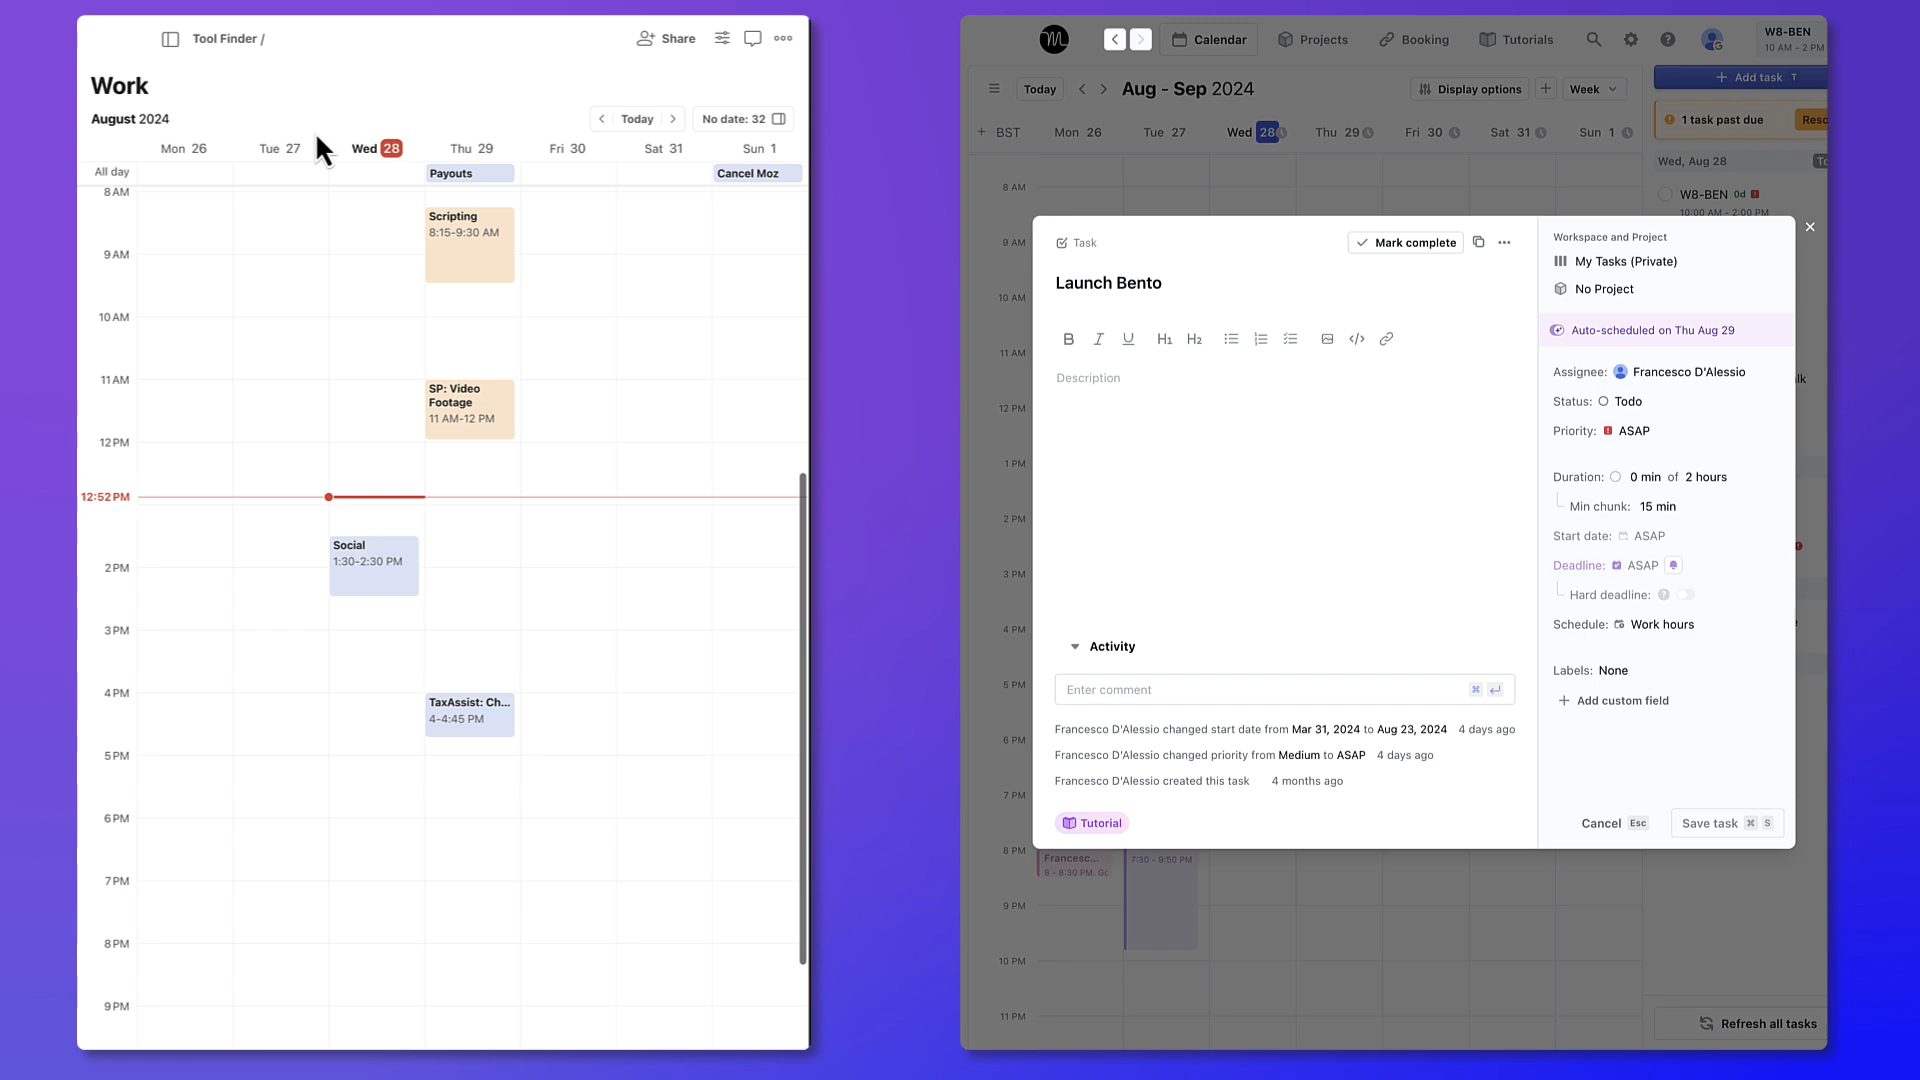 Tool Finder /
Share
Work
August 2024
Today
No date: 32
Mon 26
Tue 27
Wed 28
Thu 29
Fri 30
Sat 31
Sun 1
All day
Payouts
Cancel Moz
8 AM
Scripting
8:15-9:30 AM
9 AM
10 AM
11 AM
SP: Video
Footage
11 AM-12 PM
12 PM
12:52 PM
Social
1:30-2:30 PM
2 PM
3 PM
4 PM
TaxAssist: Ch...
4-4:45 PM
5 PM
6 PM
7 PM
8 PM
9 PM
Calendar
Projects
Booking
Tutorials
W8-BEN
10 AM - 2 PM
Today
Aug - Sep 2024
Display options
Week
Add task T
1 task past due
BST
Mon 26
Tue 27
Wed 28
Thu 29
Fri 30
Sat 31
Sun 1
Wed, Aug 28
W8-BEN 0d
10:00 AM - 2:00 PM
8 AM
9 AM
10 AM
11 AM
12 PM
1 PM
2 PM
3 PM
4 PM
5 PM
6 PM
7 PM
8 PM
9 PM
10 PM
11 PM
Task
Mark complete
Launch Bento
B I U H1 H2
Description
Activity
Enter comment
Francesco D'Alessio changed start date from Mar 31, 2024 to Aug 23, 2024 4 days ago
Francesco D'Alessio changed priority from Medium to ASAP 4 days ago
Francesco D'Alessio created this task 4 months ago
Tutorial
Workspace and Project
My Tasks (Private)
No Project
Auto-scheduled on Thu Aug 29
Assignee: Francesco D'Alessio
Status: Todo
Priority: ASAP
Duration: 0 min of 2 hours
Min chunk: 15 min
Start date: ASAP
Deadline: ASAP
Hard deadline: ?
Schedule: Work hours
Labels: None
Add custom field
Cancel Esc
Save task ⌘ S
Francesc...
8 - 8:30 PM.
7:30 - 9:50 PM
Refresh all tasks